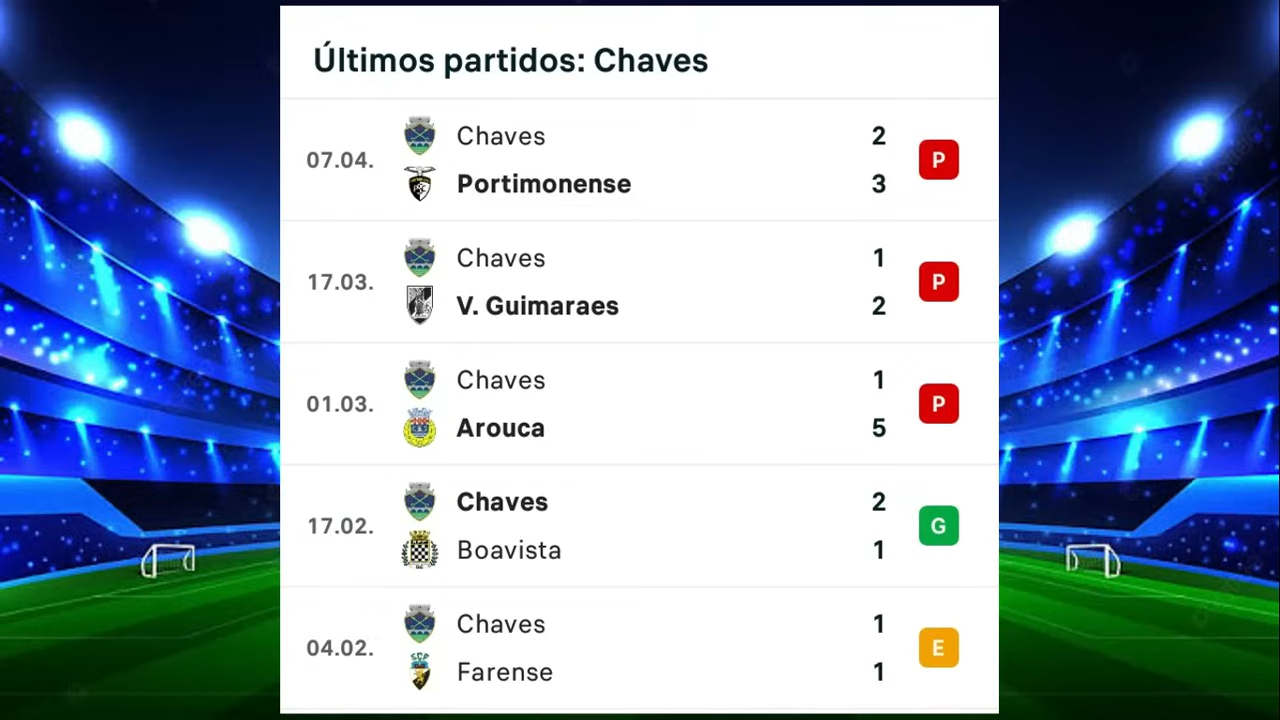 Últimos partidos: Chaves
07.04.
Chaves 2
Portimonense 3
P
17.03.
Chaves 1
V. Guimaraes 2
P
01.03.
Chaves 1
Arouca 5
P
17.02.
Chaves 2
Boavista 1
G
04.02.
Chaves 1
Farense 1
E